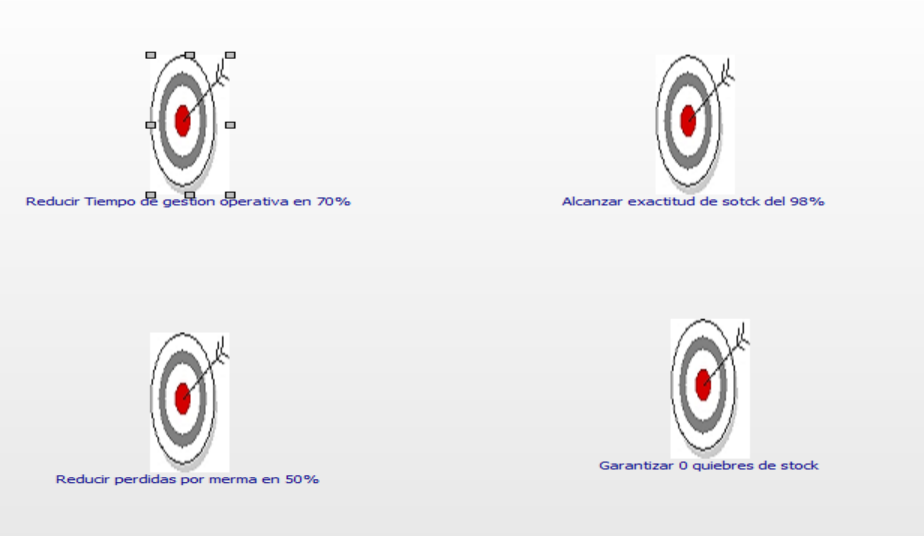 Reducir Tiempo de gestion operativa en 70%
Alcanzar exactitud de sotck del 98%
Reducir perdidas por merma en 50%
Garantizar 0 quiebres de stock